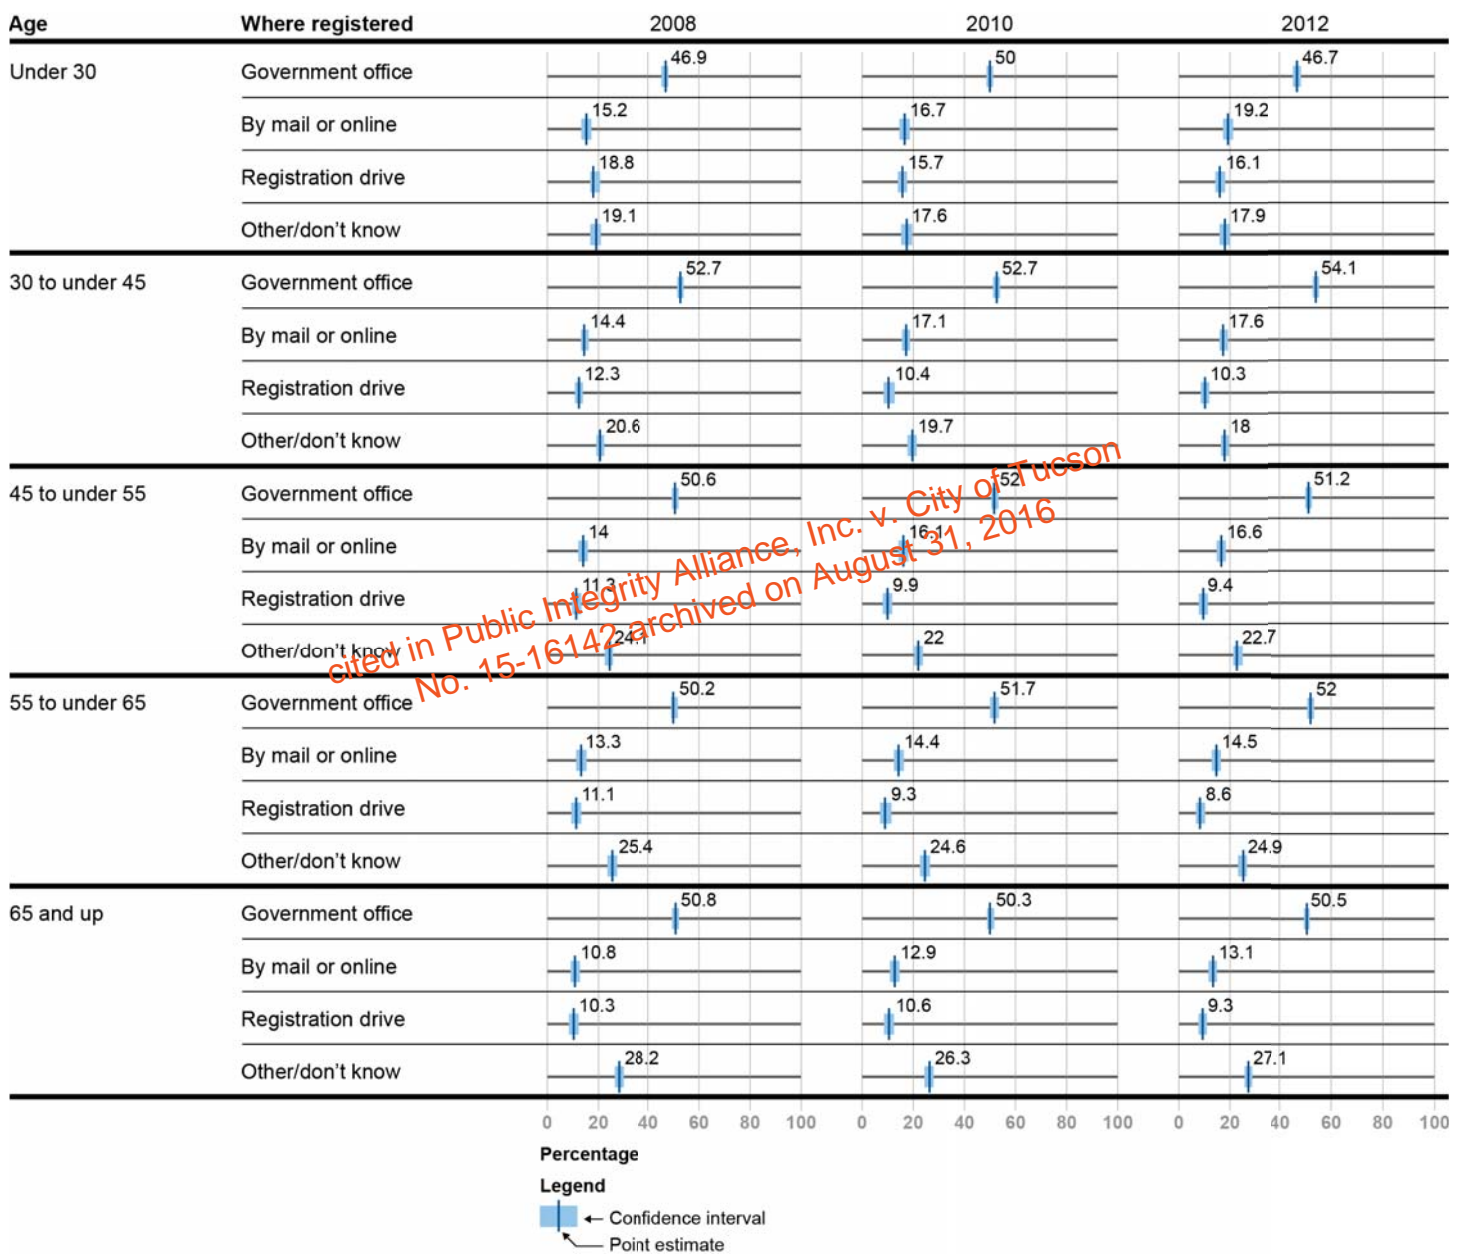 Age Where registered 2008 2010 2012
Under 30 Government office 46.9 50 46.7
By mail or online 15.2 16.7 19.2
Registration drive 18.8 15.7 16.1
Other/don't know 19.1 17.6 17.9
30 to under 45 Government office 52.7 52.7 54.1
By mail or online 14.4 17.1 17.6
Registration drive 12.3 10.4 10.3
Other/don't know 20.6 19.7 18
45 to under 55 Government office 50.6 52 51.2
By mail or online 14 16.1 16.6
Registration drive 11.3 9.9 9.4
Other/don't know 24.1 22 22.7
cited in Public Integrity Alliance, Inc. v. City of Tucson
No. 15-16142 archived on August 31, 2016
55 to under 65 Government office 50.2 51.7 52
By mail or online 13.3 14.4 14.5
Registration drive 11.1 9.3 8.6
Other/don't know 25.4 24.6 24.9
65 and up Government office 50.8 50.3 50.5
By mail or online 10.8 12.9 13.1
Registration drive 10.3 10.6 9.3
Other/don't know 28.2 26.3 27.1
0 20 40 60 80 100 0 20 40 60 80 100 0 20 40 60 80 100
Percentage
Legend
Confidence interval
Point estimate